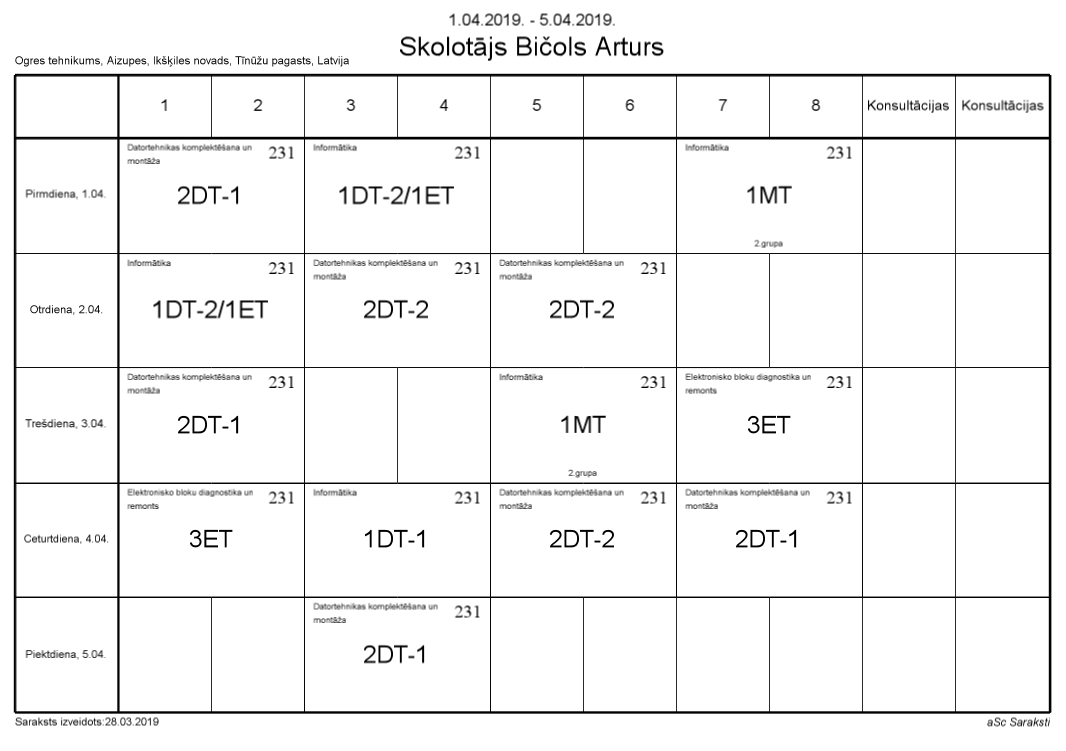 1.04.2019. - 5.04.2019.
Skolotājs Bičols Arturs
Ogres tehnikums, Aizupes, Ikšķiles novads, Tīnūžu pagasts, Latvija
1 2 3 4 5 6 7 8 Konsultācijas Konsultācijas
Pirmdiena, 1.04.
Datortehnikas komplektēšana un
montāža
231
2DT-1
Informātika
231
1DT-2/1ET
Informātika
231
1MT
2.grupa
Otrdiena, 2.04.
Informātika
231
1DT-2/1ET
Datortehnikas komplektēšana un
montāža
231
2DT-2
Datortehnikas komplektēšana un
montāža
231
2DT-2
Trešdiena, 3.04.
Datortehnikas komplektēšana un
montāža
231
2DT-1
Informātika
231
1MT
2.grupa
Elektronisko bloku diagnostika un
remonts
231
3ET
Ceturtdiena, 4.04.
Elektronisko bloku diagnostika un
remonts
231
3ET
Informātika
231
1DT-1
Datortehnikas komplektēšana un
montāža
231
2DT-2
Datortehnikas komplektēšana un
montāža
231
2DT-1
Piektdiena, 5.04.
Datortehnikas komplektēšana un
montāža
231
2DT-1
Saraksts izveidots:28.03.2019
aSc Saraksti